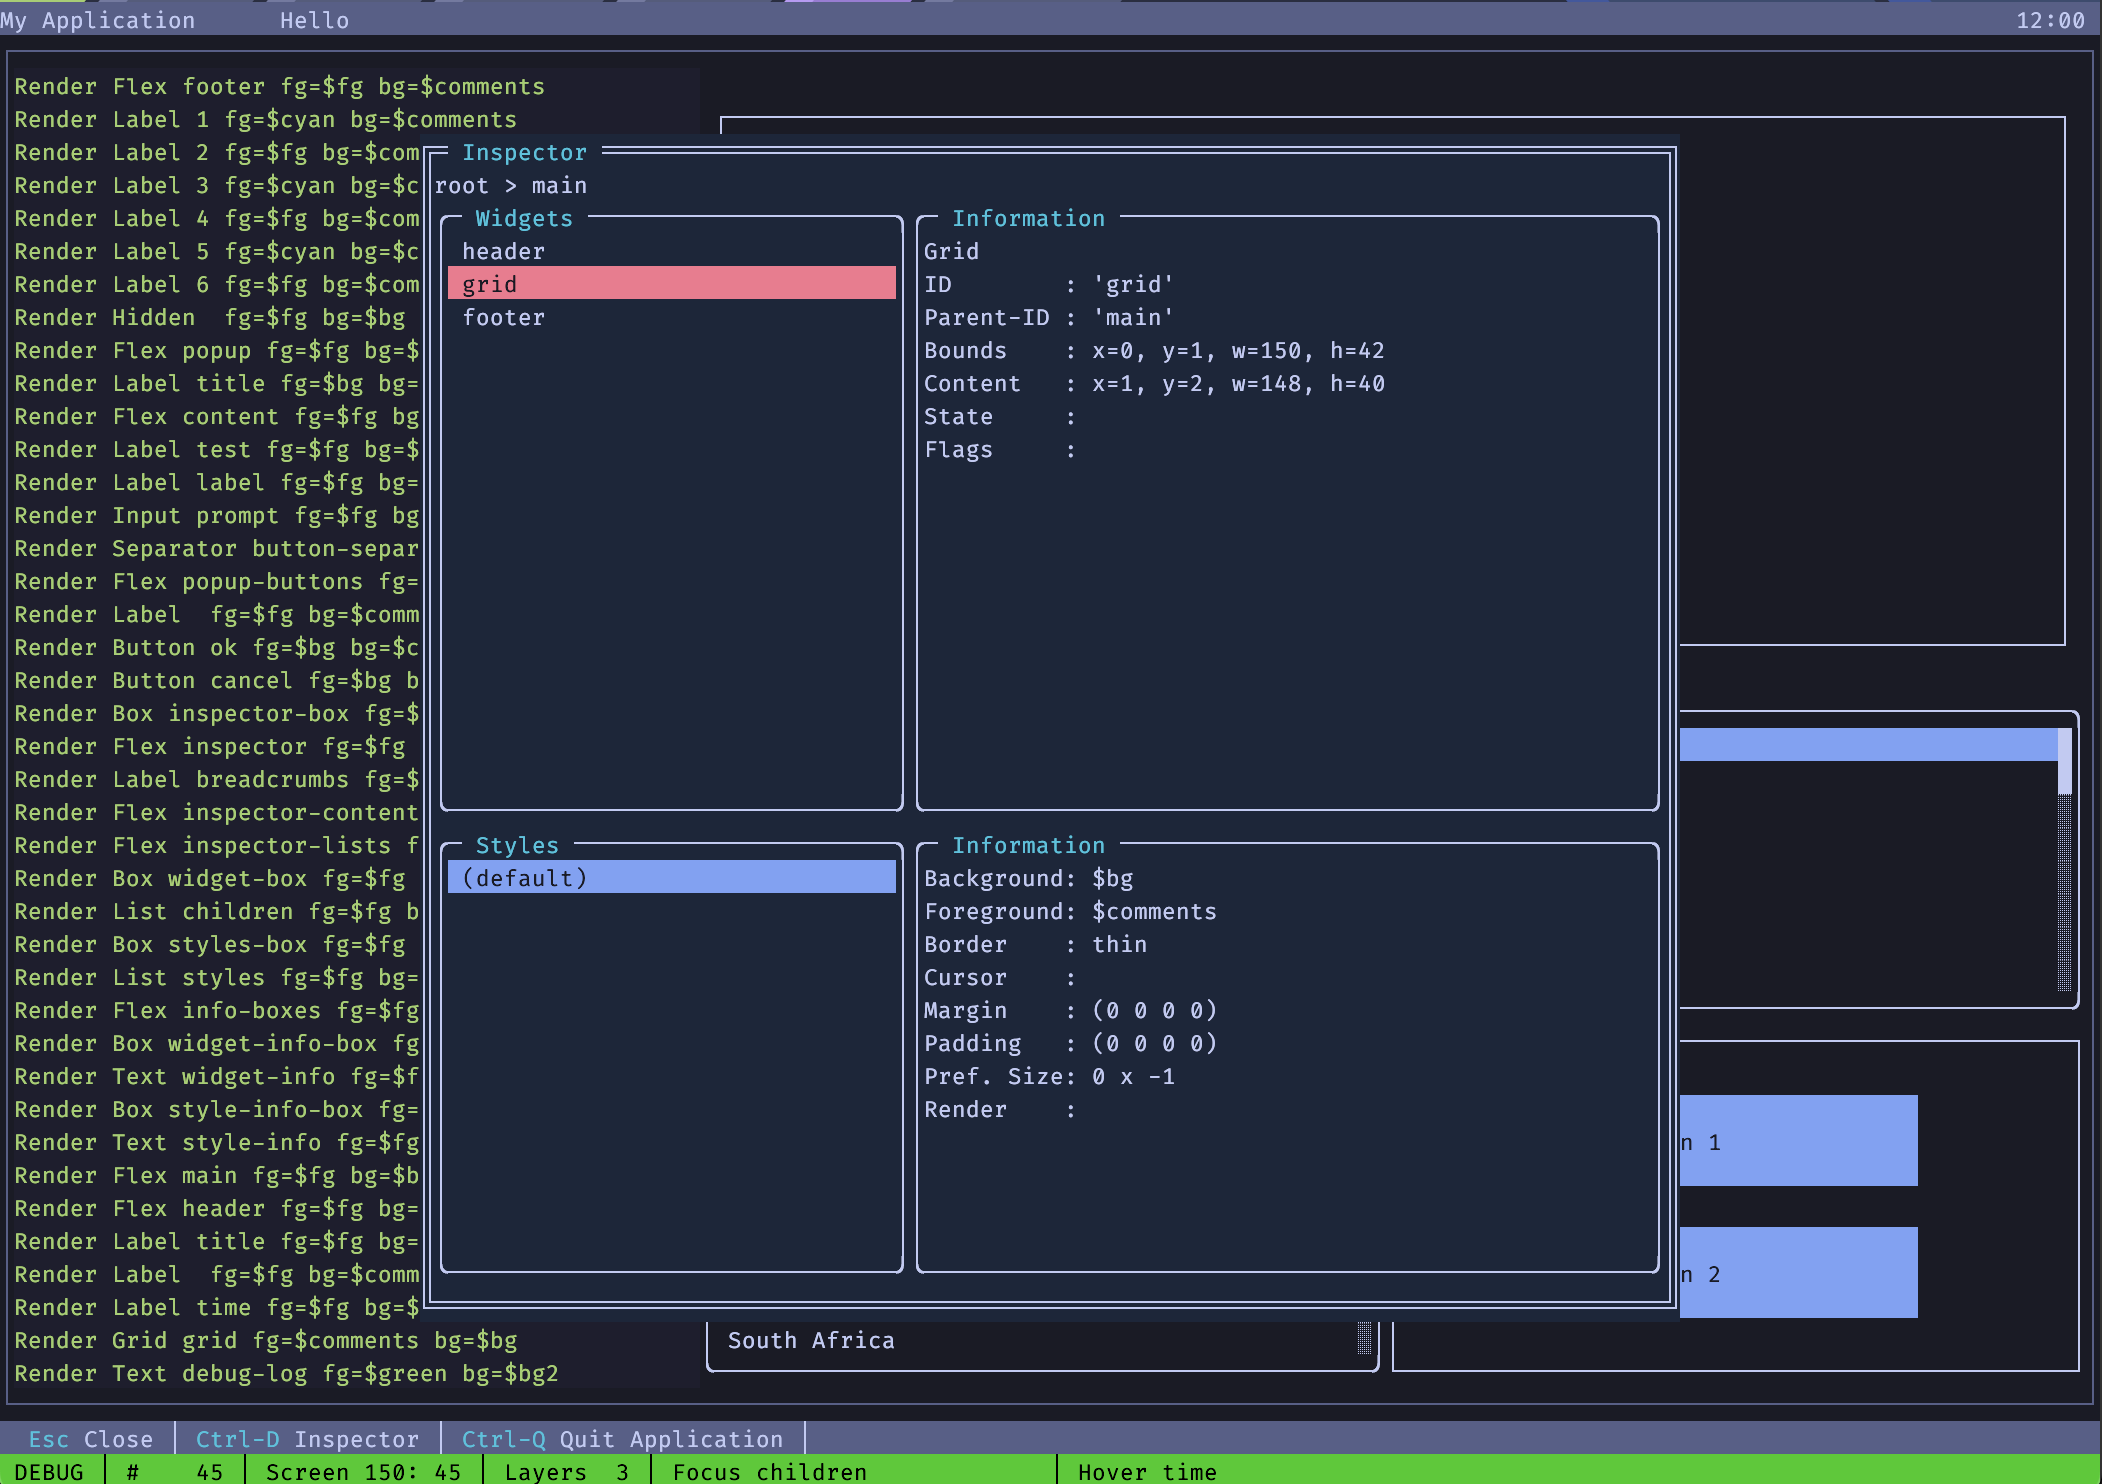 My Application      Hello      12:00
Render Flex footer fg=$fg bg=$comments
Render Label 1 fg=$cyan bg=$comments
Render Label 2 fg=$fg bg=$com
Render Label 3 fg=$cyan bg=$c
Render Label 4 fg=$fg bg=$com
Render Label 5 fg=$cyan bg=$c
Render Label 6 fg=$fg bg=$com
Render Hidden  fg=$fg bg=$bg
Render Flex popup fg=$fg bg=$
Render Label title fg=$bg bg=
Render Flex content fg=$fg bg
Render Label test fg=$fg bg=$
Render Label label fg=$fg bg=
Render Input prompt fg=$fg bg
Render Separator button-separ
Render Flex popup-buttons fg=
Render Label  fg=$fg bg=$comm
Render Button ok fg=$bg bg=$c
Render Button cancel fg=$bg b
Render Box inspector-box fg=$
Render Flex inspector fg=$fg
Render Label breadcrumbs fg=$
Render Flex inspector-content
Render Flex inspector-lists f
Render Box widget-box fg=$fg
Render List children fg=$fg b
Render Box styles-box fg=$fg
Render List styles fg=$fg bg=
Render Flex info-boxes fg=$fg
Render Box widget-info-box fg
Render Text widget-info fg=$f
Render Box style-info-box fg=
Render Text style-info fg=$fg
Render Flex main fg=$fg bg=$b
Render Flex header fg=$fg bg=
Render Label title fg=$fg bg=
Render Label  fg=$fg bg=$comm
Render Label time fg=$fg bg=$
Render Grid grid fg=$comments bg=$bg
Render Text debug-log fg=$green bg=$bg2
Inspector
root > main
Widgets
header
grid
footer
Information
Grid
ID        : 'grid'
Parent-ID : 'main'
Bounds    : x=0, y=1, w=150, h=42
Content   : x=1, y=2, w=148, h=40
State     :
Flags     :
Styles
(default)
Information
Background: $bg
Foreground: $comments
Border    : thin
Cursor    :
Margin    : (0 0 0 0)
Padding   : (0 0 0 0)
Pref. Size: 0 x -1
Render    :
n 1
n 2
South Africa
Esc Close  Ctrl-D Inspector  Ctrl-Q Quit Application
DEBUG  #    45  Screen 150: 45  Layers  3  Focus children  Hover time